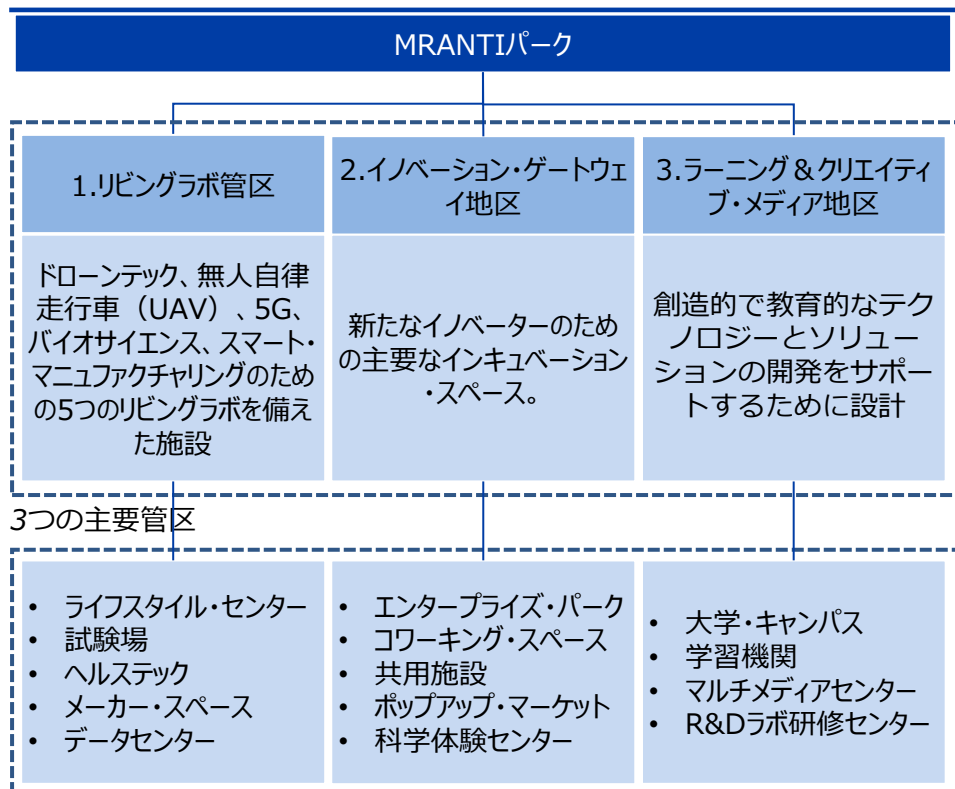 MRANTIパーク
1.リビングラボ管区
2.イノベーション・ゲートウェ
イ地区
3.ラーニング＆クリエイティ
ブ・メディア地区
ドローンテック、無人自律
走行車（UAV）、5G、
バイオサイエンス、スマート・
マニュファクチャリングのため
の5つのリビングラボを備え
た施設
新たなイノベーターのため
の主要なインキュベーション
・スペース。
創造的で教育的なテク
ノロジーとソリュー
ションの開発をサポー
トするために設計
3つの主要管区
• ライフスタイル・センター
• 試験場
• ヘルステック
• メーカー・スペース
• データセンター
• エンタープライズ・パーク
• コワーキング・スペース
• 共用施設
• ポップアップ・マーケット
• 科学体験センター
• 大学・キャンパス
• 学習機関
• マルチメディアセンター
• R&Dラボ研修センター